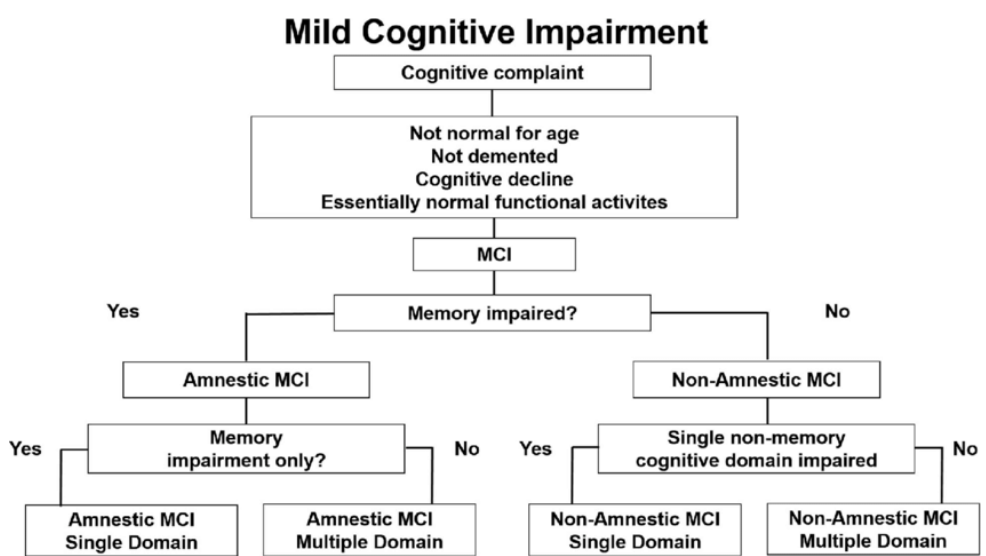 Mild Cognitive Impairment
Cognitive complaint
Not normal for age
Not demented
Cognitive decline
Essentially normal functional activites
MCI
Yes
Memory impaired?
No
Amnestic MCI
Non-Amnestic MCI
Yes
Memory
impairment only?
No
Yes
Single non-memory
cognitive domain impaired
No
Amnestic MCI
Single Domain
Amnestic MCI
Multiple Domain
Non-Amnestic MCI
Single Domain
Non-Amnestic MCI
Multiple Domain